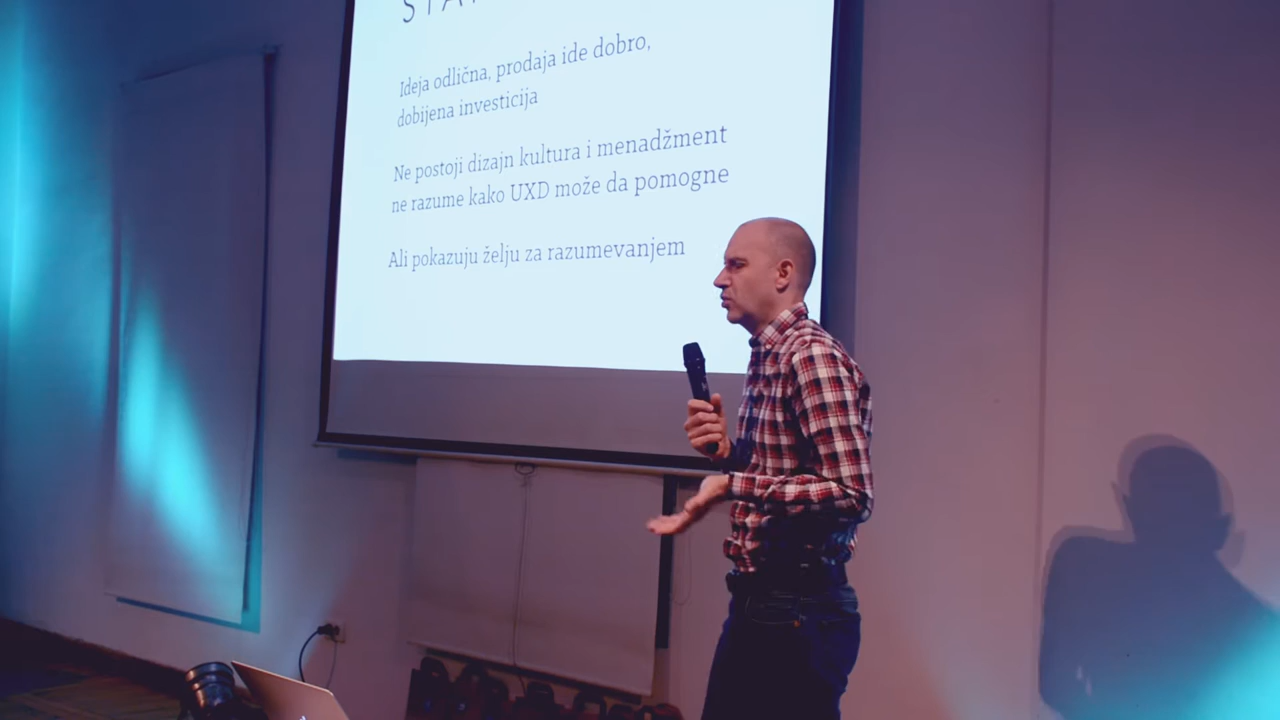 Ideja odlična, prodaja ide dobro,
dobijena investicija
Ne postoji dizajn kultura i menadžment
ne razume kako UXD može da pomogne
Ali pokazuju želju za razumevanjem